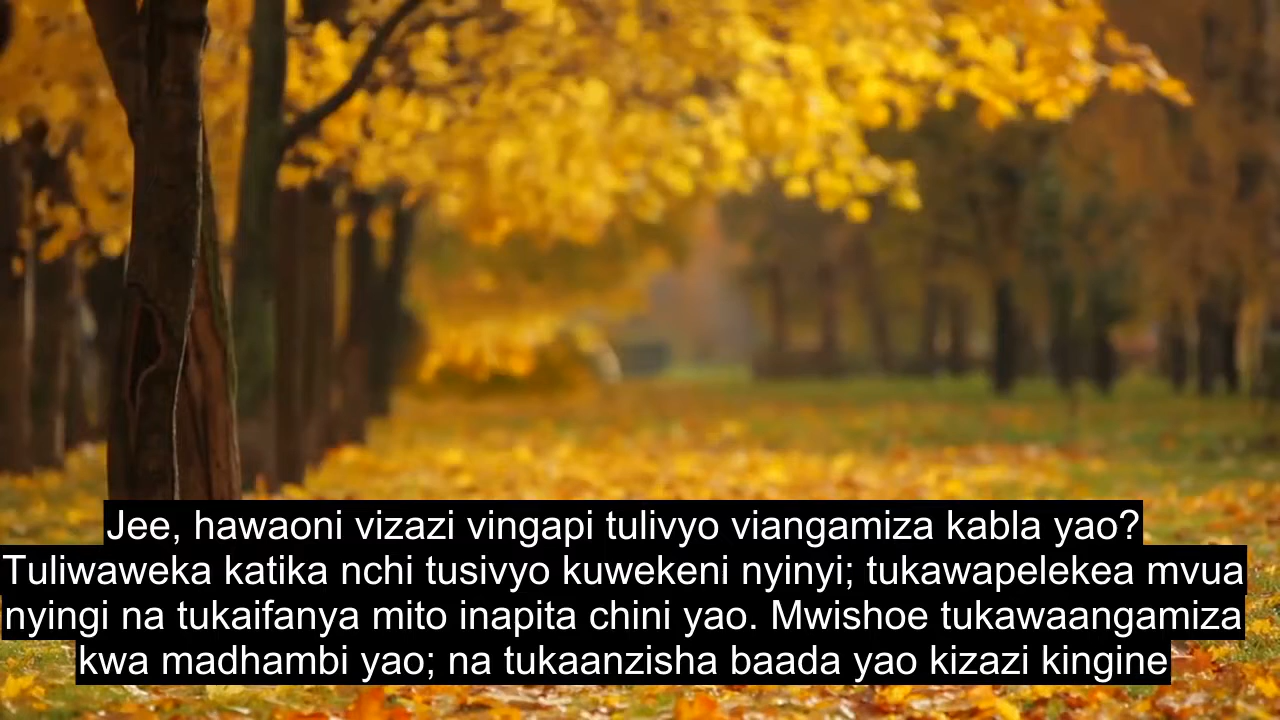 Jee, hawaoni vizazi vingapi tulivyo viangamiza kabla yao?
Tuliwaweka katika nchi tusivyo kuwekeni nyinyi; tukawapelekea mvua
nyingi na tukaifanya mito inapita chini yao. Mwishoe tukawaangamiza
kwa madhambi yao; na tukaanzisha baada yao kizazi kingine